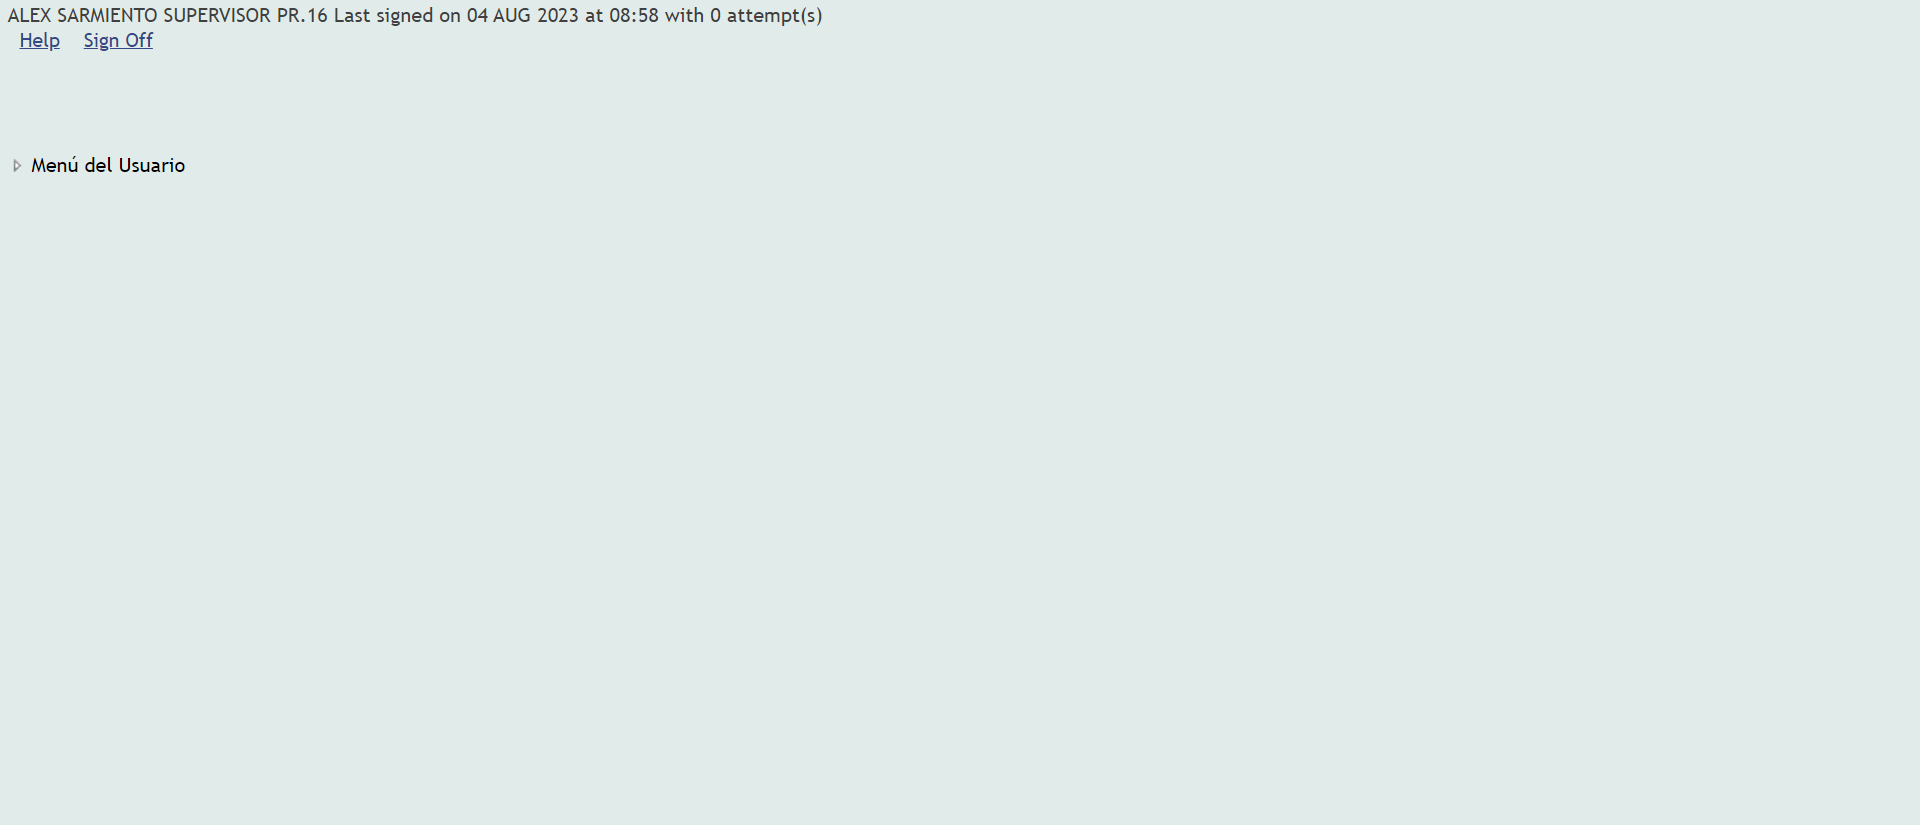 ALEX SARMIENTO SUPERVISOR PR.16 Last signed on 04 AUG 2023 at 08:58 with 0 attempt(s)
Help Sign Off
Menú del Usuario